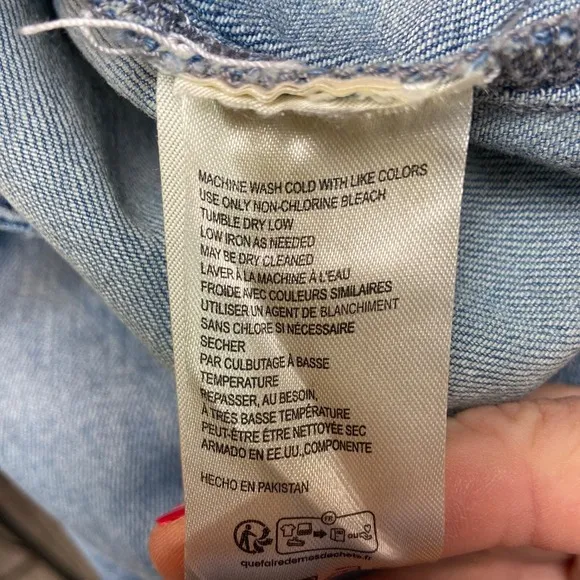 MACHINE WASH COLD WITH LIKE COLORS
USE ONLY NON-CHLORINE BLEACH
TUMBLE DRY LOW
LOW IRON AS NEEDED
MAY BE DRY CLEANED
LAVER À LA MACHINE À L'EAU
FROIDE AVEC COULEURS SIMILAIRES
UTILISER UN AGENT DE BLANCHIMENT
SANS CHLORE SI NÉCESSAIRE
SECHER
PAR CULBUTAGE À BASSE
TEMPERATURE
REPASSER, AU BESOIN,
À TRÈS BASSE TEMPÉRATURE
PEUT-ÊTRE ÊTRE NETTOYÉE SEC
ARMADO EN EE.UU, COMPONENTE
HECHO EN PAKISTAN
FR
OU
quefairedemesdechets.fr